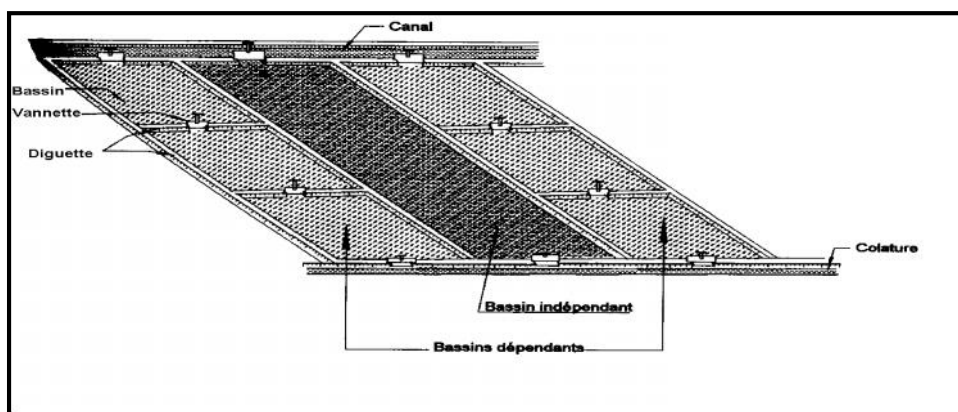 Canal
Bassin
Vannette
Diguette
Colature
Bassin indépendant
Bassins dépendants